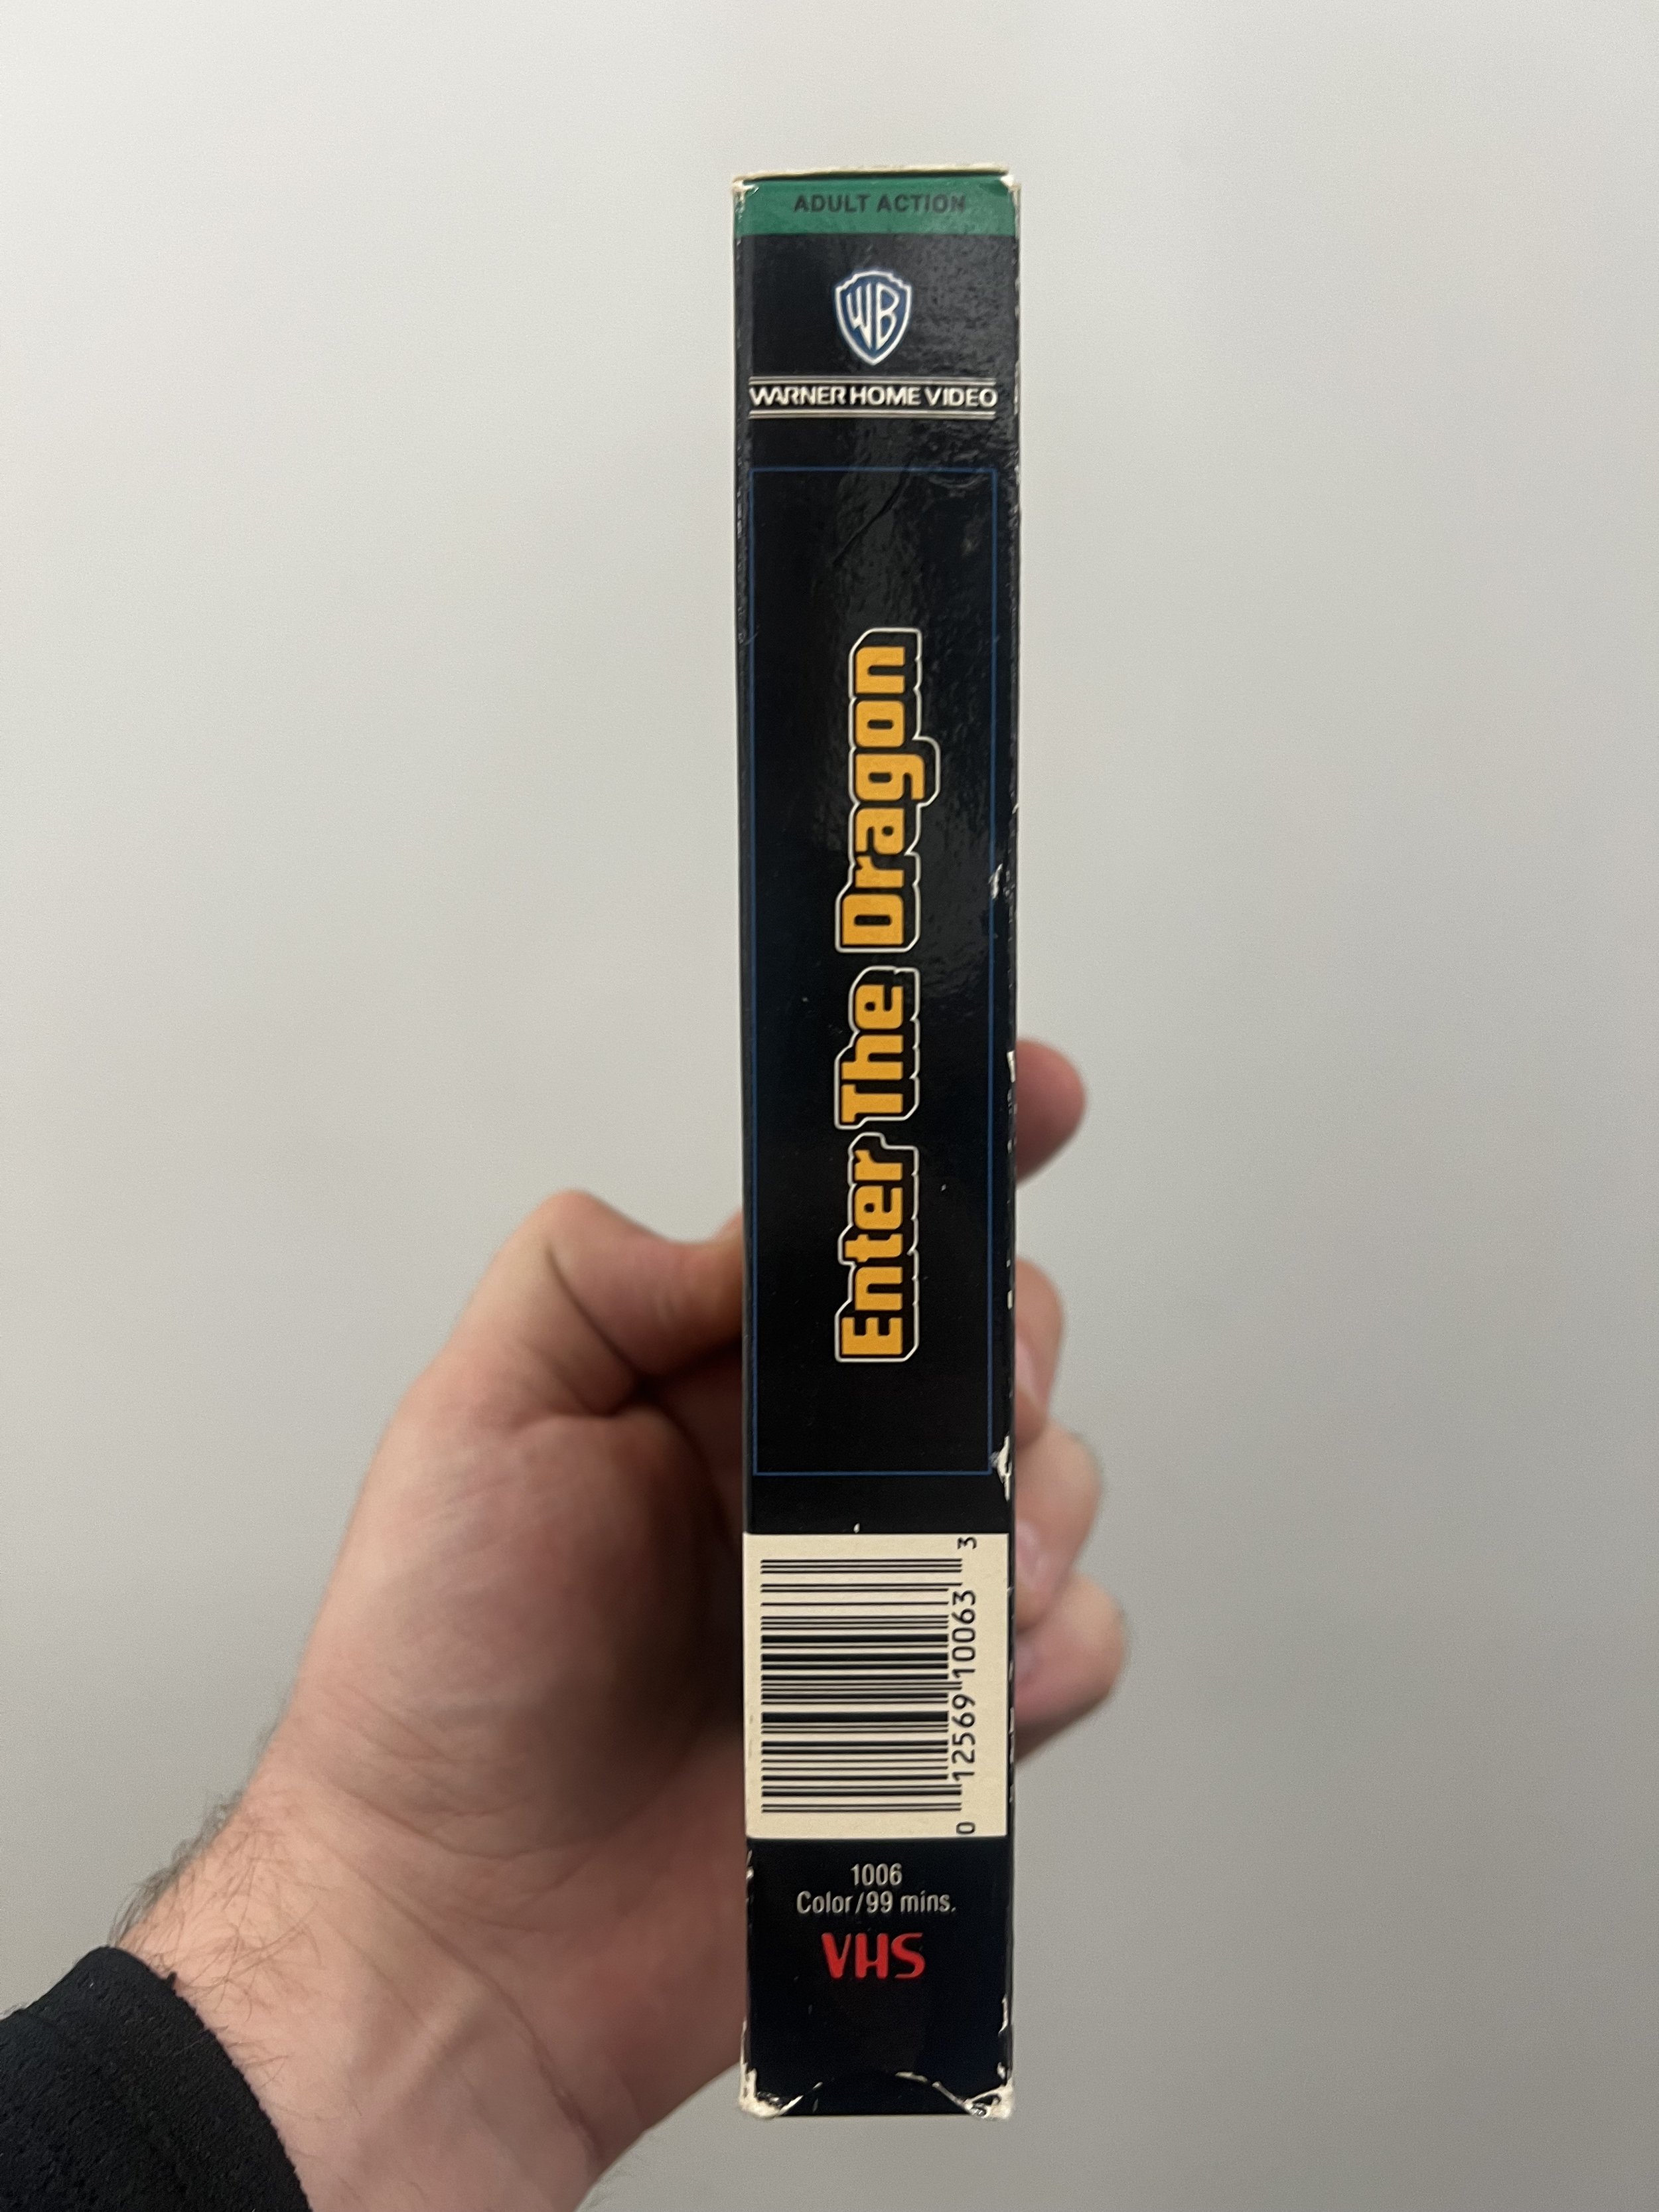 ADULT ACTION
WB
WARNER HOME VIDEO
Enter The Dragon
0 12569 10063 3
1006
Color/99 mins.
VHS